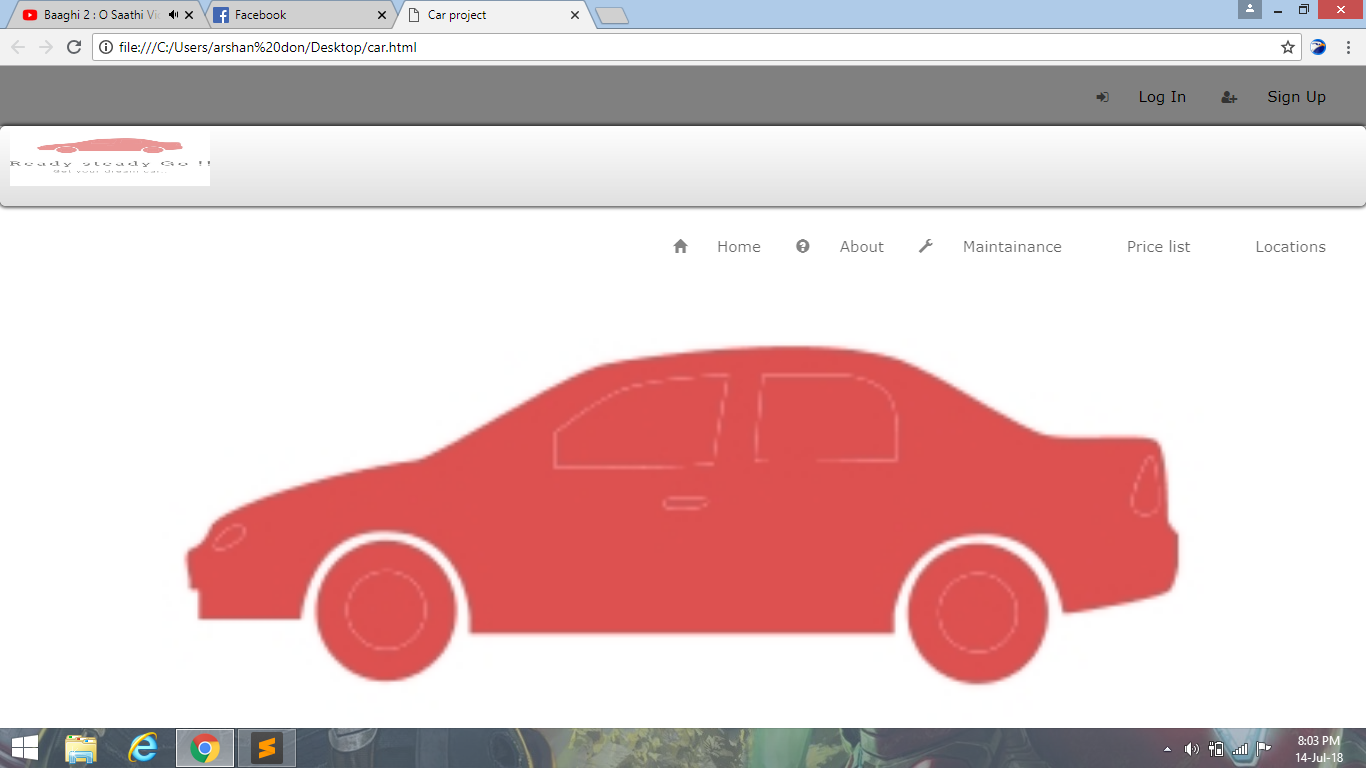 Baaghi 2 : O Saathi Vi
Facebook
Car project
file:///C:/Users/arshan%20don/Desktop/car.html
Log In
Sign Up
Ready steady Go !!
Get your dream car..
Home
About
Maintainance
Price list
Locations
8:03 PM
14-Jul-18